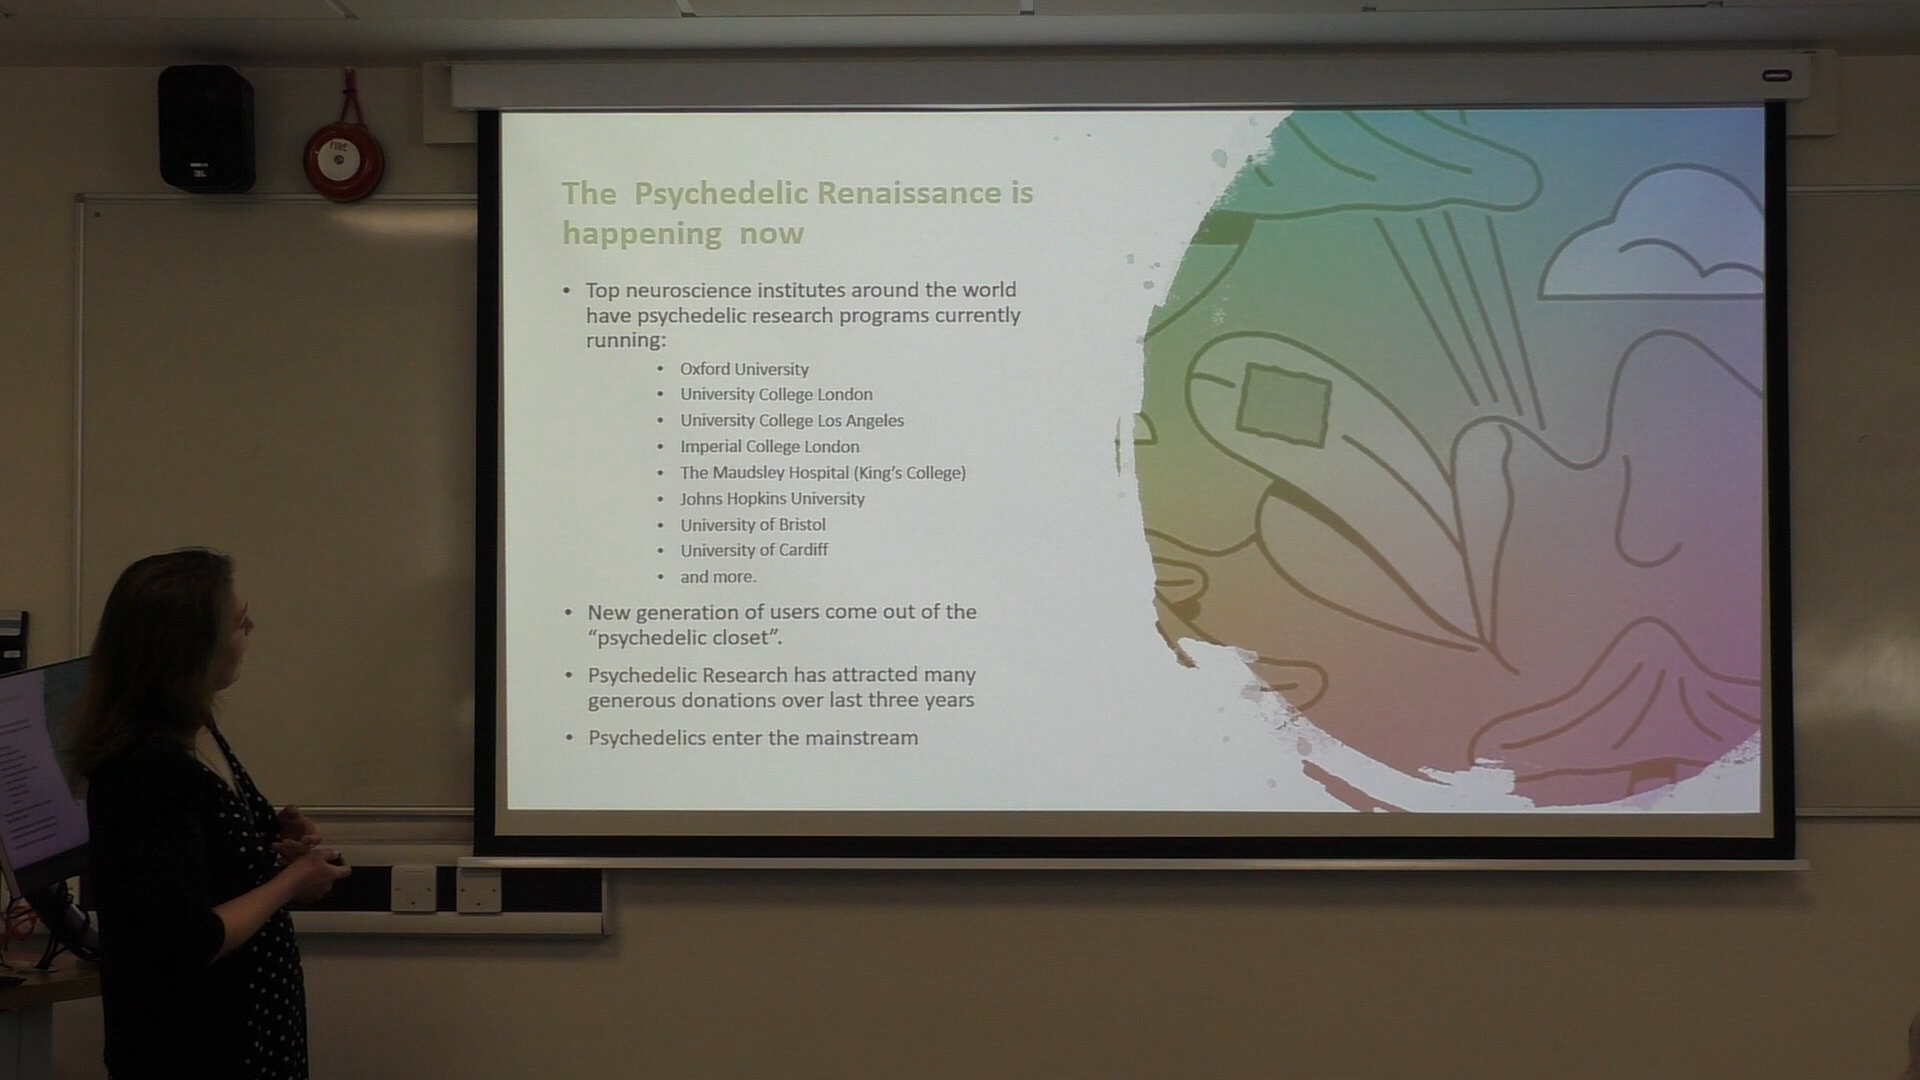 FIRE
JBL
The Psychedelic Renaissance is
happening now
• Top neuroscience institutes around the world
have psychedelic research programs currently
running:
• Oxford University
• University College London
• University College Los Angeles
• Imperial College London
• The Maudsley Hospital (King's College)
• Johns Hopkins University
• University of Bristol
• University of Cardiff
• and more.
• New generation of users come out of the
“psychedelic closet”.
• Psychedelic Research has attracted many
generous donations over last three years
• Psychedelics enter the mainstream